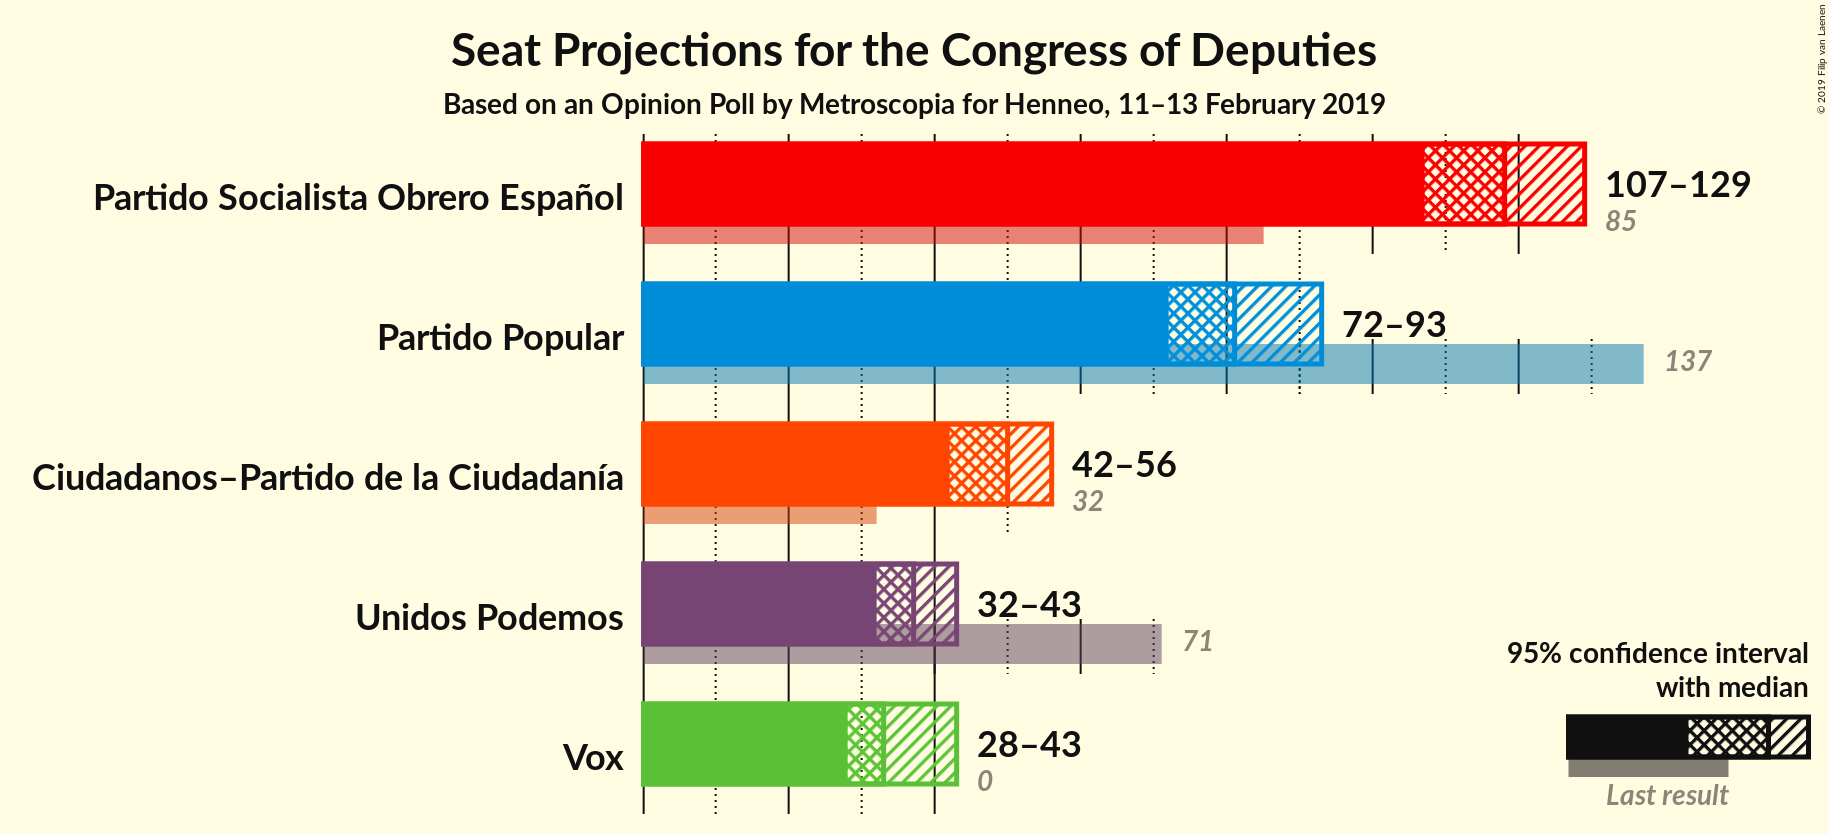 Seat Projections for the Congress of Deputies
Based on an Opinion Poll by Metroscopia for Henneo, 11–13 February 2019
© 2019 Filip van Laenen
Partido Socialista Obrero Español
107–129
85
Partido Popular
72–93
137
Ciudadanos–Partido de la Ciudadanía
42–56
32
Unidos Podemos
32–43
71
Vox
28–43
0
95% confidence interval
with median
Last result